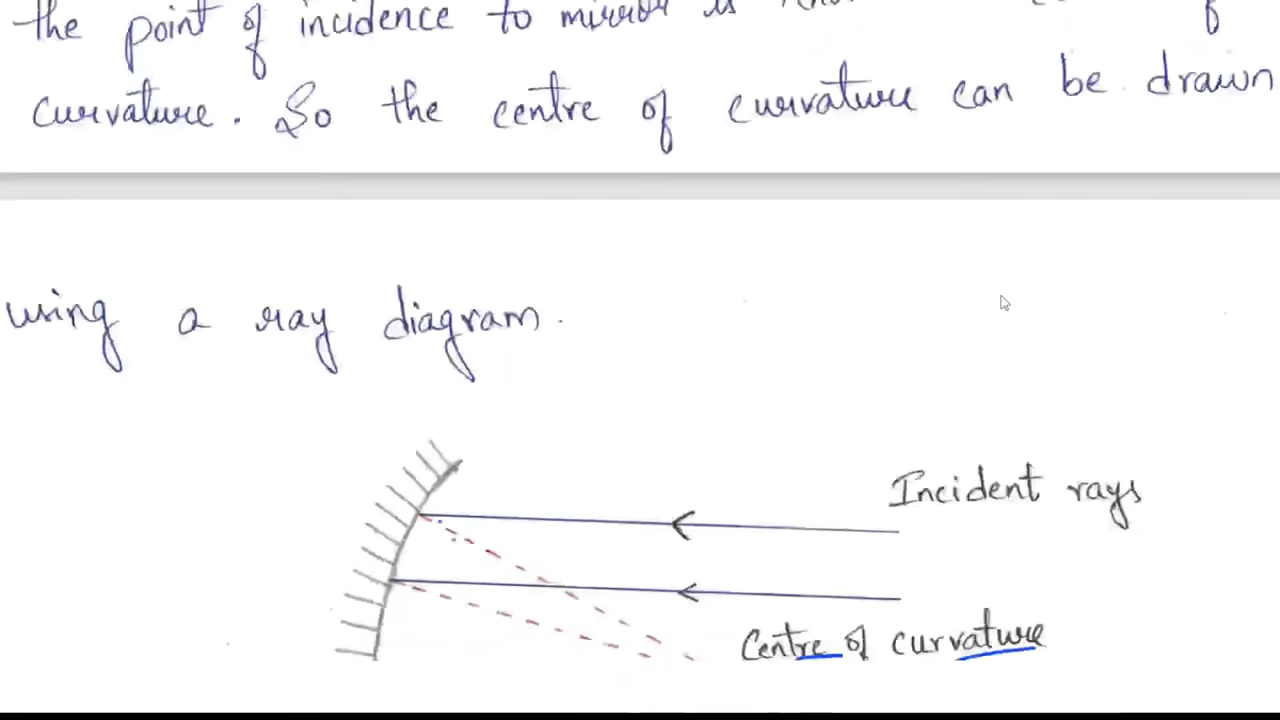 the point of incidence to mirror is of
curvature. So the centre of curvature can be drawn
using a ray diagram.
Incident rays
Centre of curvature